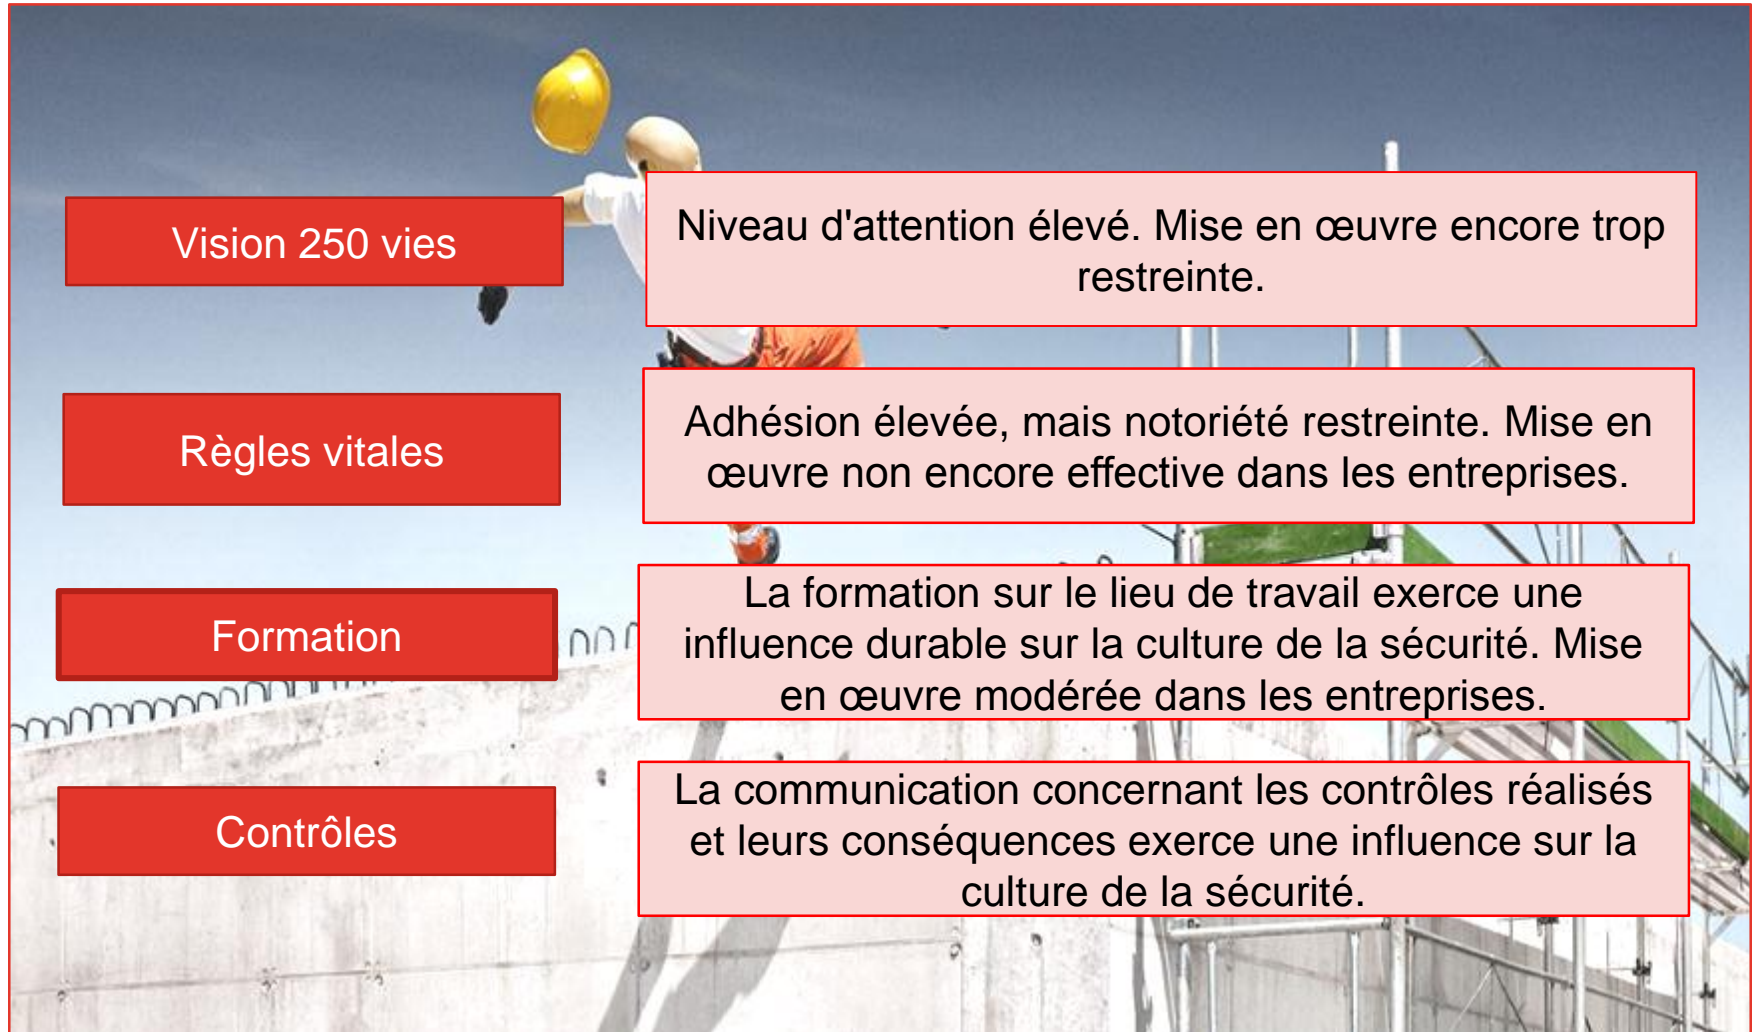 Vision 250 vies
Niveau d'attention élevé. Mise en œuvre encore trop
restreinte.
Règles vitales
Adhésion élevée, mais notoriété restreinte. Mise en
œuvre non encore effective dans les entreprises.
Formation
La formation sur le lieu de travail exerce une
influence durable sur la culture de la sécurité. Mise
en œuvre modérée dans les entreprises.
Contrôles
La communication concernant les contrôles réalisés
et leurs conséquences exerce une influence sur la
culture de la sécurité.